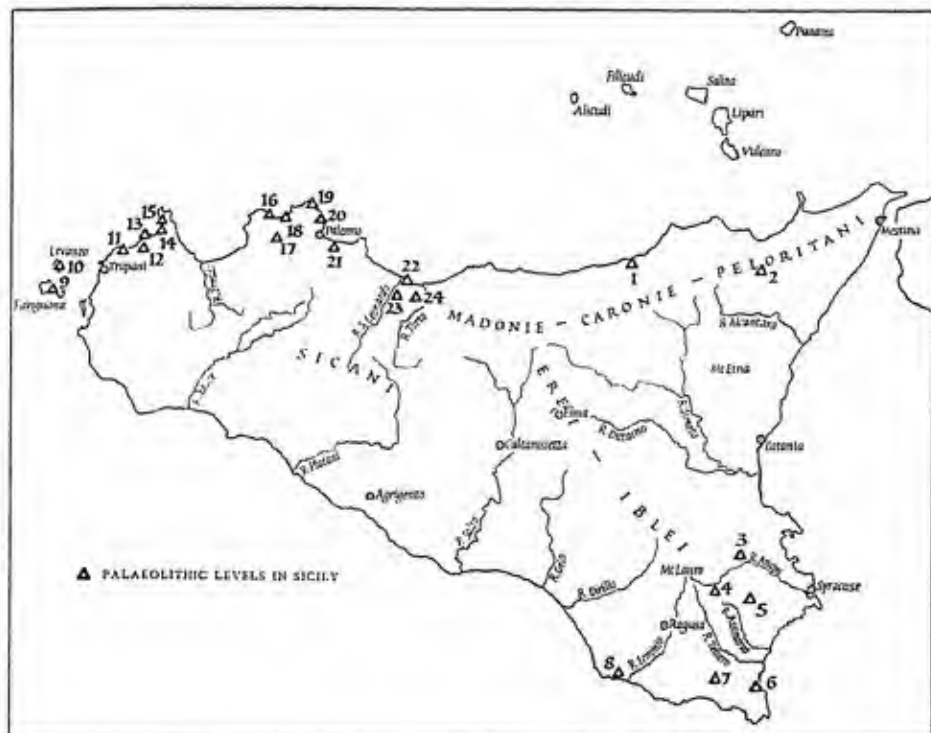 Panarea
Filicudi
Salina
Alicudi
Lipari
Vulcano
19
16
15
20
18
Palermo
13
14
17
11
12
21
Messina
Levanzo
10
Trapani
9
22
1
2
23
24
MADONIE – CARONIE – PELORITANI
R. Torto
R. Alcantara
SICANI
Mt Etna
EREI
Enna
R. Dittaino
Caltanissetta
Catania
R. Platani
Agrigento
IBLEI
3
PALAEOLITHIC LEVELS IN SICILY
R. Gela
R. Anapo
Mt Lauro
4
5
Syracuse
R. Dirillo
Ragusa
R. Irminio
R. Tellaro
8
7
6